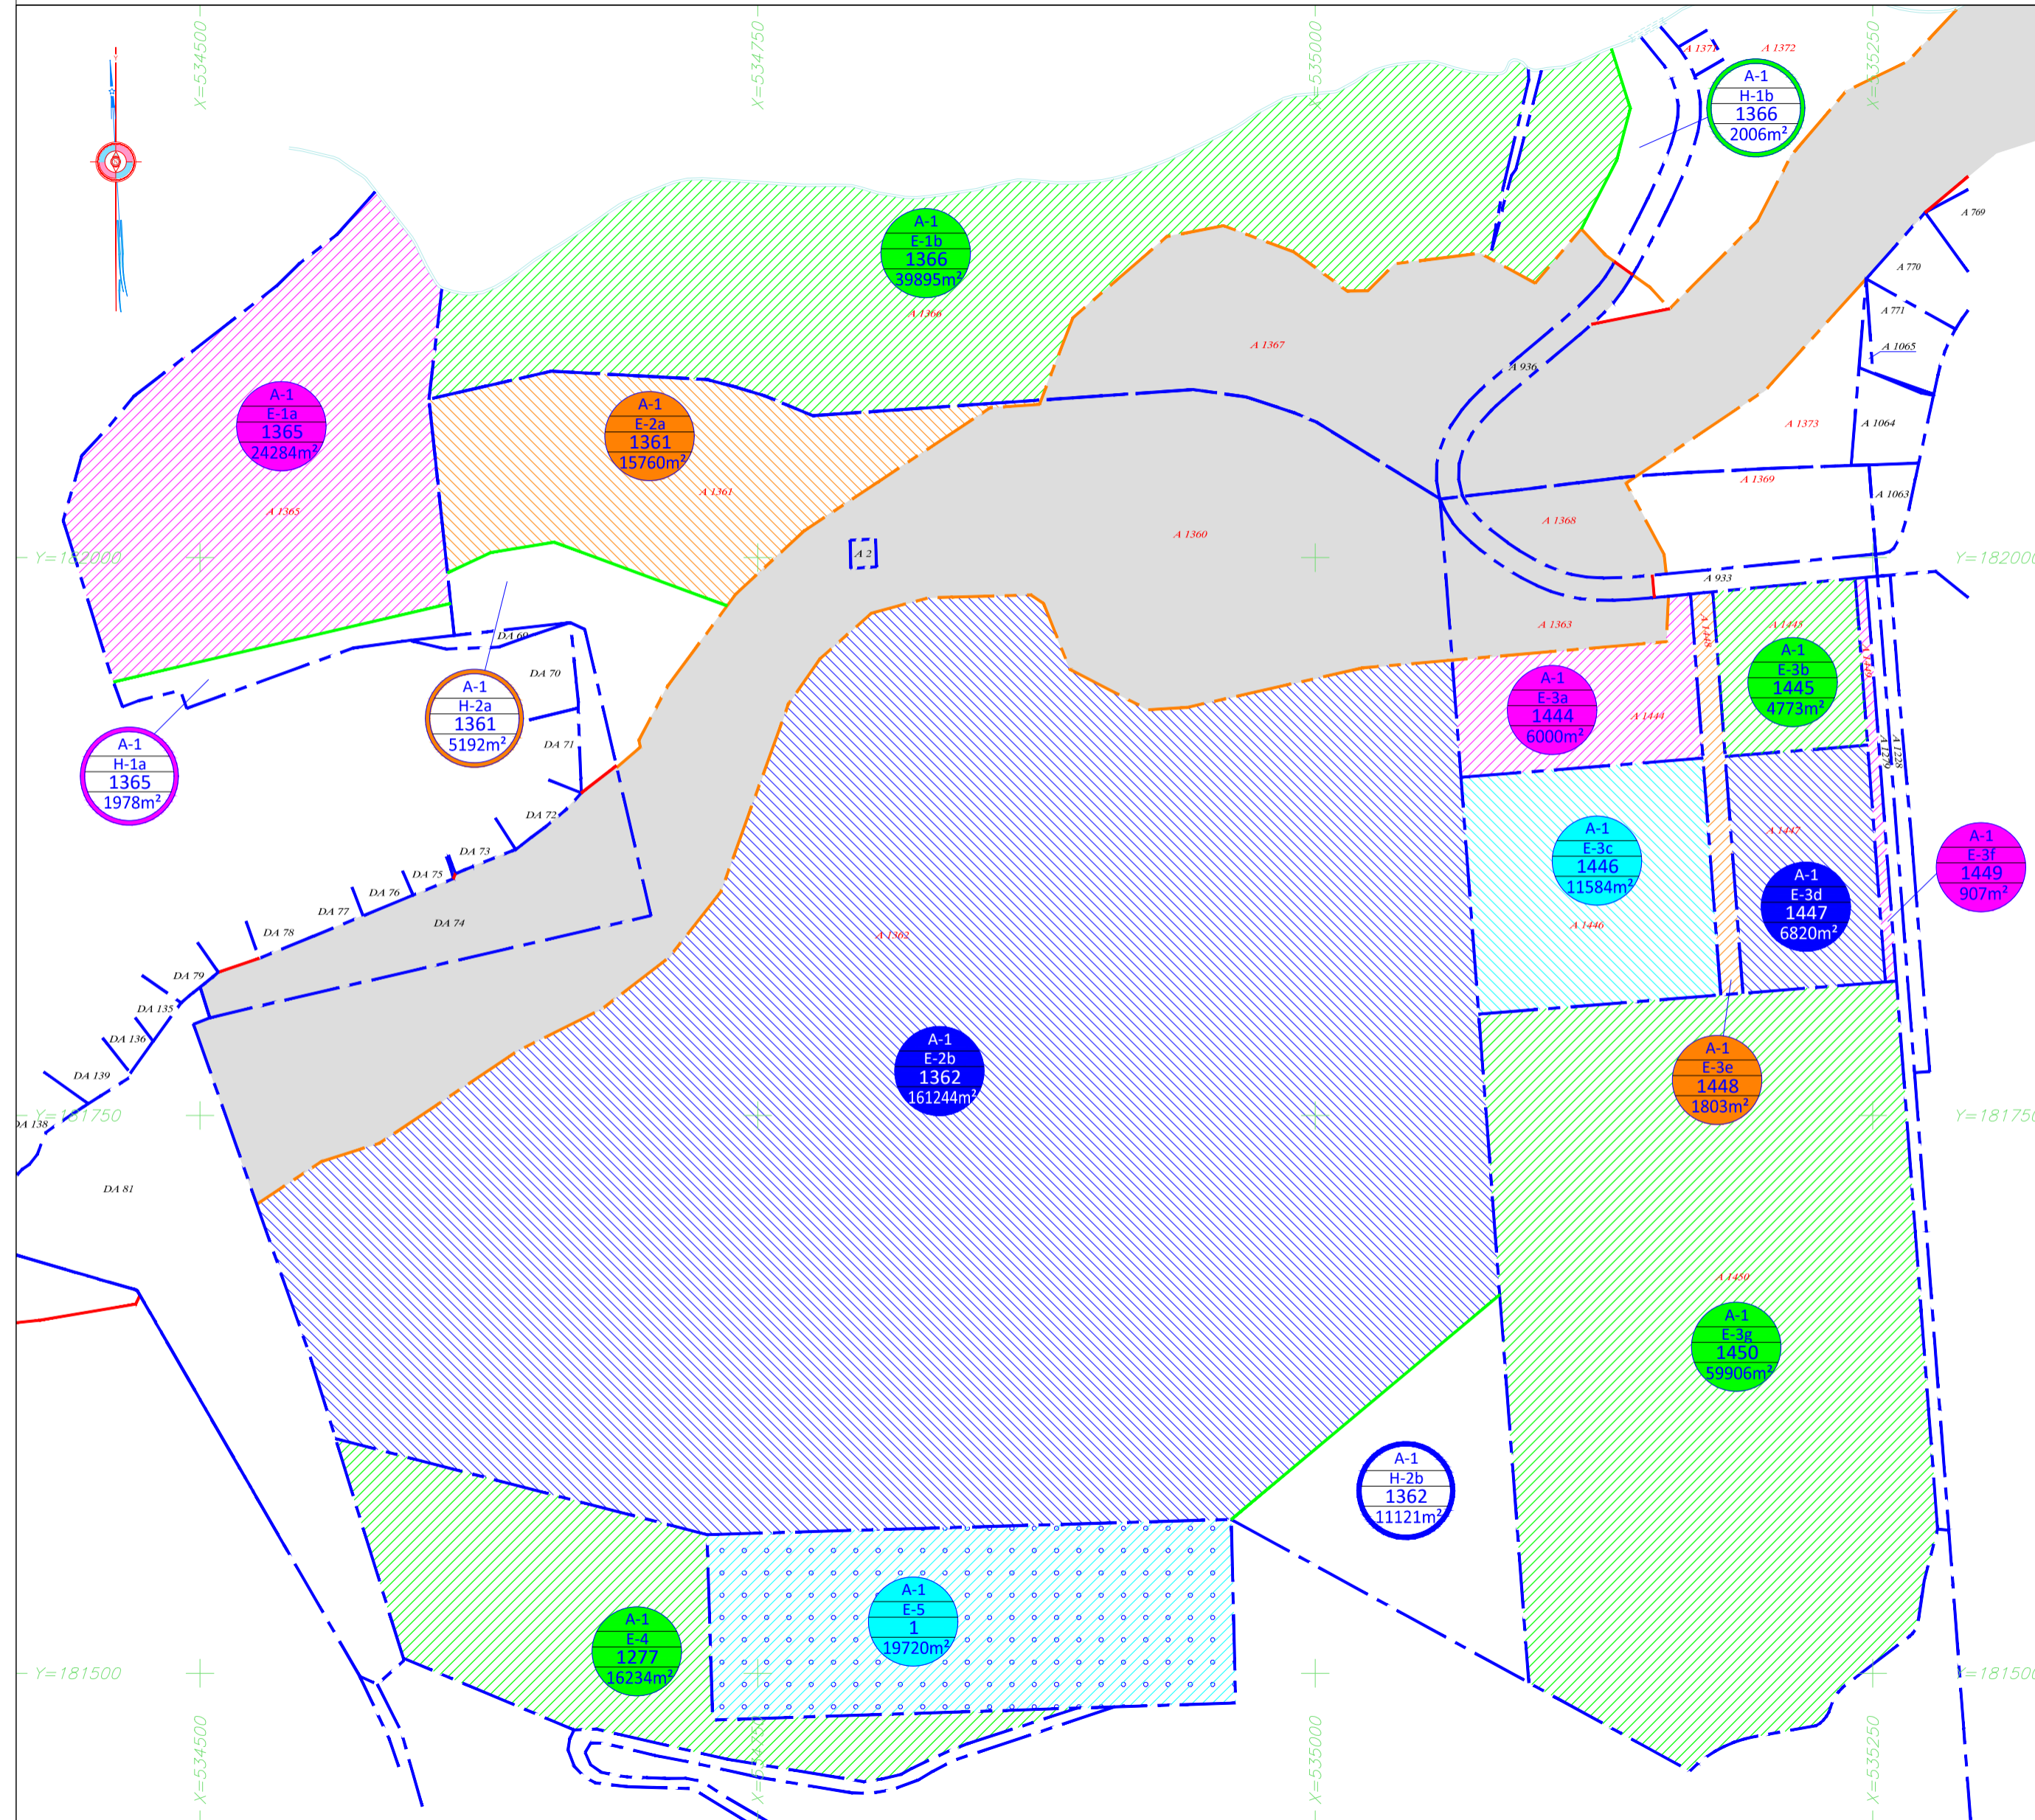 X=534500
X=534750
X=535000
X=535250
A 1371
A 1372
A-1
H-1b
1366
2006m²
A 769
A 770
A 771
A 1065
A 1064
A 1063
A-1
E-1b
1366
39895m²
A 1366
A 1367
A 936
A 1373
A 1369
A 1368
A-1
E-1a
1365
24284m²
A 1365
A-1
E-2a
1361
15760m²
A 1361
A 1360
A 2
Y=182000
Y=182000
A 933
A 1363
A 1448
A 1445
A 1449
A-1
E-3b
1445
4773m²
A-1
E-3a
1444
6000m²
A 1444
A 1228
DA 69
DA 70
DA 71
DA 72
DA 73
DA 75
DA 76
DA 77
DA 74
DA 78
DA 79
DA 135
DA 136
DA 139
DA 138
DA 81
A-1
H-2a
1361
5192m²
A-1
H-1a
1365
1978m²
A-1
E-3c
1446
11584m²
A 1446
A 1447
A-1
E-3d
1447
6820m²
A-1
E-3f
1449
907m²
A 1362
A-1
E-2b
1362
161244m²
A-1
E-3e
1448
1803m²
Y=181750
Y=181750
A 1450
A-1
E-3g
1450
59906m²
A-1
H-2b
1362
11121m²
A-1
E-4
1277
16234m²
A-1
E-5
1
19720m²
Y=181500
Y=181500
X=534500
X=534750
X=535000
X=535250